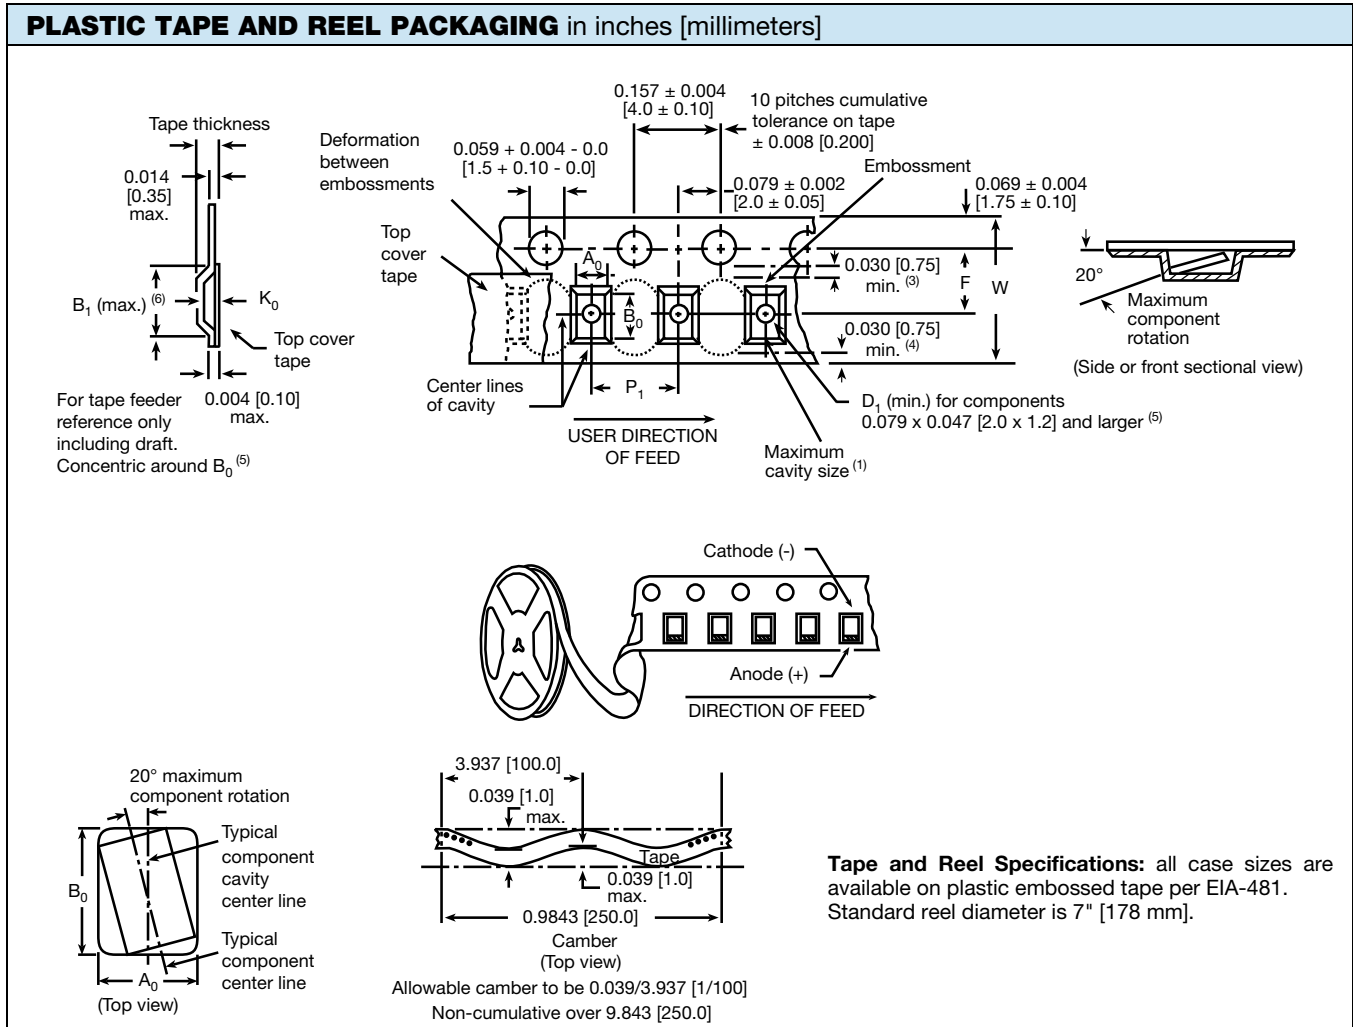 PLASTIC TAPE AND REEL PACKAGING in inches [millimeters]
Tape thickness
0.014
[0.35]
max.
B1 (max.) (6)
K0
Top cover
tape
0.004 [0.10]
max.
For tape feeder
reference only
including draft.
Concentric around B0 (5)
Deformation
between
embossments
Top
cover
tape
0.059 + 0.004 - 0.0
[1.5 + 0.10 - 0.0]
0.157 ± 0.004
[4.0 ± 0.10]
10 pitches cumulative
tolerance on tape
± 0.008 [0.200]
Embossment
0.079 ± 0.002
[2.0 ± 0.05]
0.069 ± 0.004
[1.75 ± 0.10]
A0
B0
0.030 [0.75]
min. (3)
F
W
0.030 [0.75]
min. (4)
Center lines
of cavity
P1
USER DIRECTION
OF FEED
D1 (min.) for components
0.079 x 0.047 [2.0 x 1.2] and larger (5)
Maximum
cavity size (1)
20°
Maximum
component
rotation
(Side or front sectional view)
Cathode (-)
Anode (+)
DIRECTION OF FEED
20° maximum
component rotation
Typical
component
cavity
center line
B0
Typical
component
center line
A0
(Top view)
3.937 [100.0]
0.039 [1.0]
max.
Tape
0.039 [1.0]
max.
0.9843 [250.0]
Camber
(Top view)
Allowable camber to be 0.039/3.937 [1/100]
Non-cumulative over 9.843 [250.0]
Tape and Reel Specifications: all case sizes are
available on plastic embossed tape per EIA-481.
Standard reel diameter is 7" [178 mm].